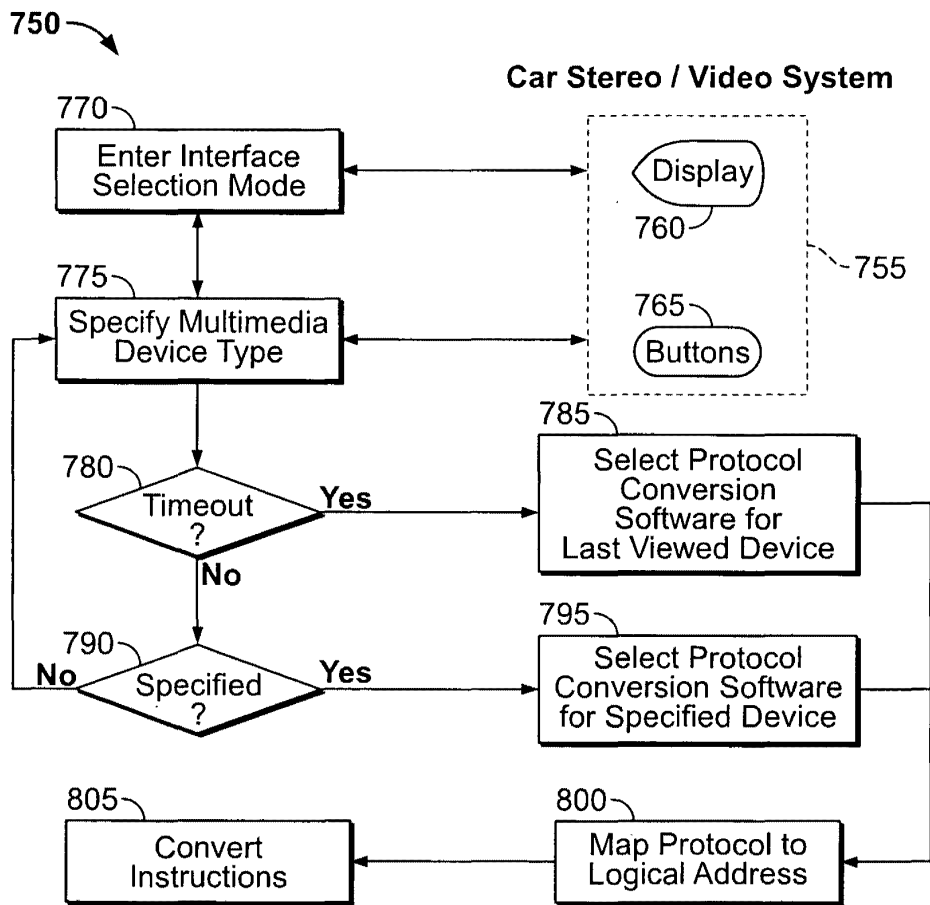 750
Car Stereo / Video System
770
Enter Interface
Selection Mode
Display
760
755
775
Specify Multimedia
Device Type
765
Buttons
780
Timeout
?
Yes
No
785
Select Protocol
Conversion
Software for
Last Viewed Device
790
No
Specified
?
Yes
795
Select Protocol
Conversion Software
for Specified Device
805
Convert
Instructions
800
Map Protocol to
Logical Address